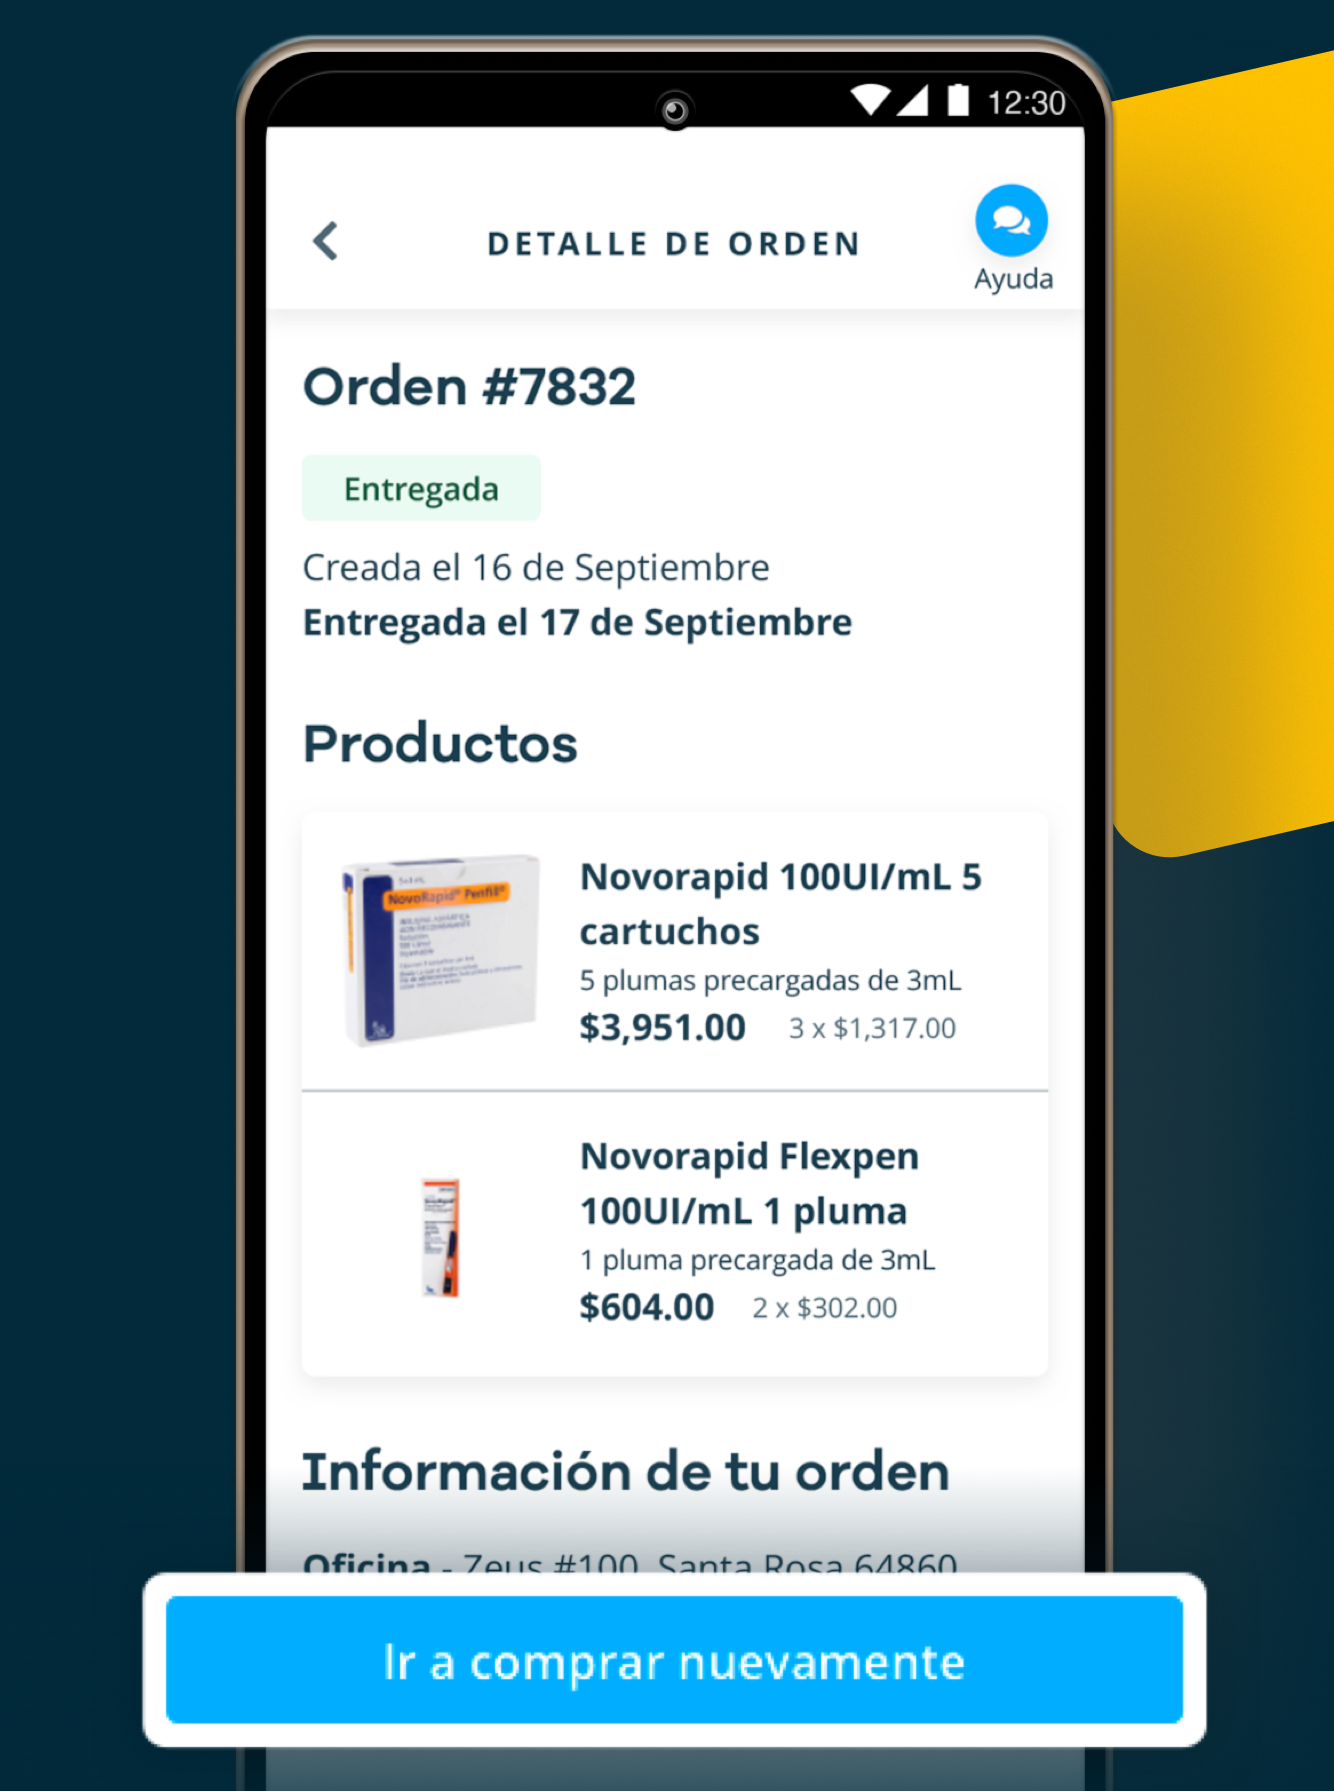 12:30
DETALLE DE ORDEN
Ayuda
Orden #7832
Entregada
Creada el 16 de Septiembre
Entregada el 17 de Septiembre
Productos
NovoRapid® Penfill®
Novorapid 100UI/mL 5
cartuchos
5 plumas precargadas de 3mL
$3,951.00 3 x $1,317.00
Novorapid Flexpen
100UI/mL 1 pluma
1 pluma precargada de 3mL
$604.00 2 x $302.00
Información de tu orden
Oficina - Zeus #100, Santa Rosa 64860
Ir a comprar nuevamente